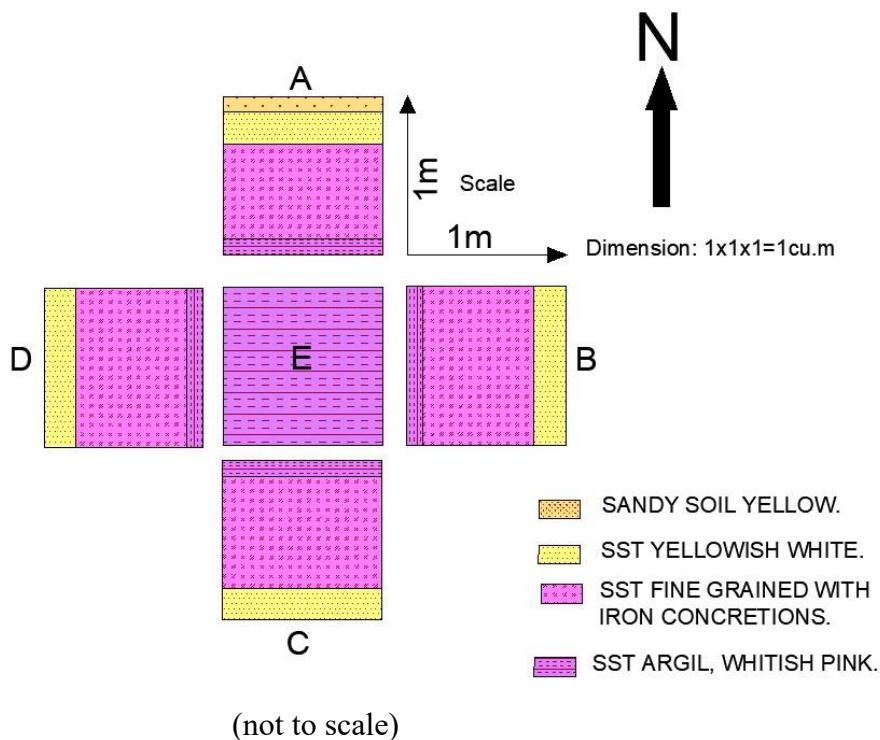 N
A
1m
Scale
1m
Dimension: 1x1x1=1cu.m
D
E
B
SANDY SOIL YELLOW.
SST YELLOWISH WHITE.
SST FINE GRAINED WITH
IRON CONCRETIONS.
C
SST ARGIL, WHITISH PINK.
(not to scale)